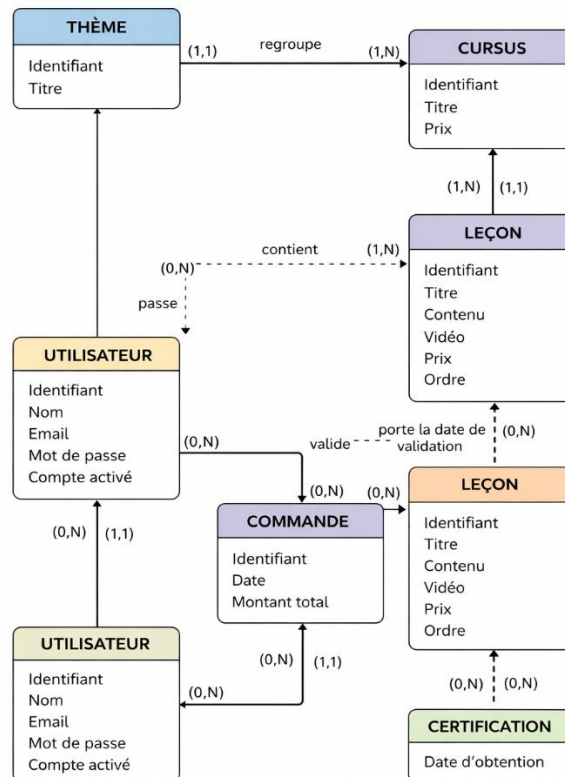 THÈME
Identifiant
Titre
(1,1)
regroupe
(1,N)
CURSUS
Identifiant
Titre
Prix
(1,N)
(1,1)
contient
(0,N)
(1,N)
passe
LEÇON
Identifiant
Titre
Contenu
Vidéo
Prix
Ordre
UTILISATEUR
Identifiant
Nom
Email
Mot de passe
Compte activé
(0,N)
(0,N)
valide
porte la date de
validation
(0,N)
(0,N)
COMMANDE
Identifiant
Date
Montant total
LEÇON
Identifiant
Titre
Contenu
Vidéo
Prix
Ordre
(0,N)
(1,1)
UTILISATEUR
Identifiant
Nom
Email
Mot de passe
Compte activé
(0,N)
(0,N)
(1,1)
(0,N)
(0,N)
CERTIFICATION
Date d’obtention